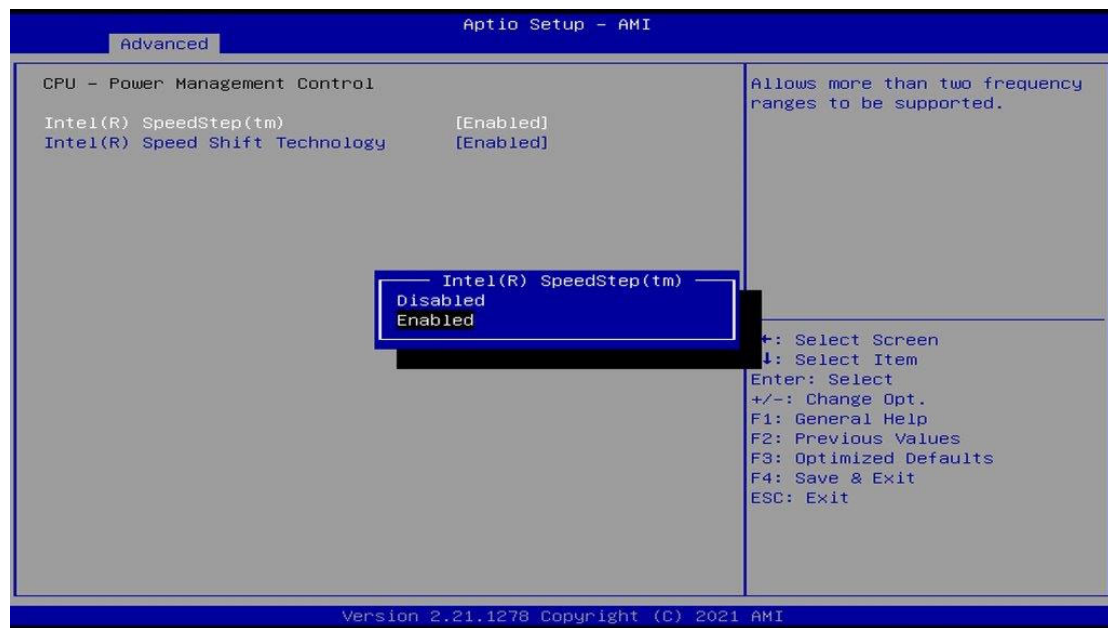 Aptio Setup – AMI
Advanced
CPU – Power Management Control
Intel(R) SpeedStep(tm) [Enabled]
Intel(R) Speed Shift Technology [Enabled]
Allows more than two frequency
ranges to be supported.
Intel(R) SpeedStep(tm)
Disabled
Enabled
: Select Screen
: Select Item
Enter: Select
+/-: Change Opt.
F1: General Help
F2: Previous Values
F3: Optimized Defaults
F4: Save & Exit
ESC: Exit
Version 2.21.1278 Copyright (C) 2021 AMI